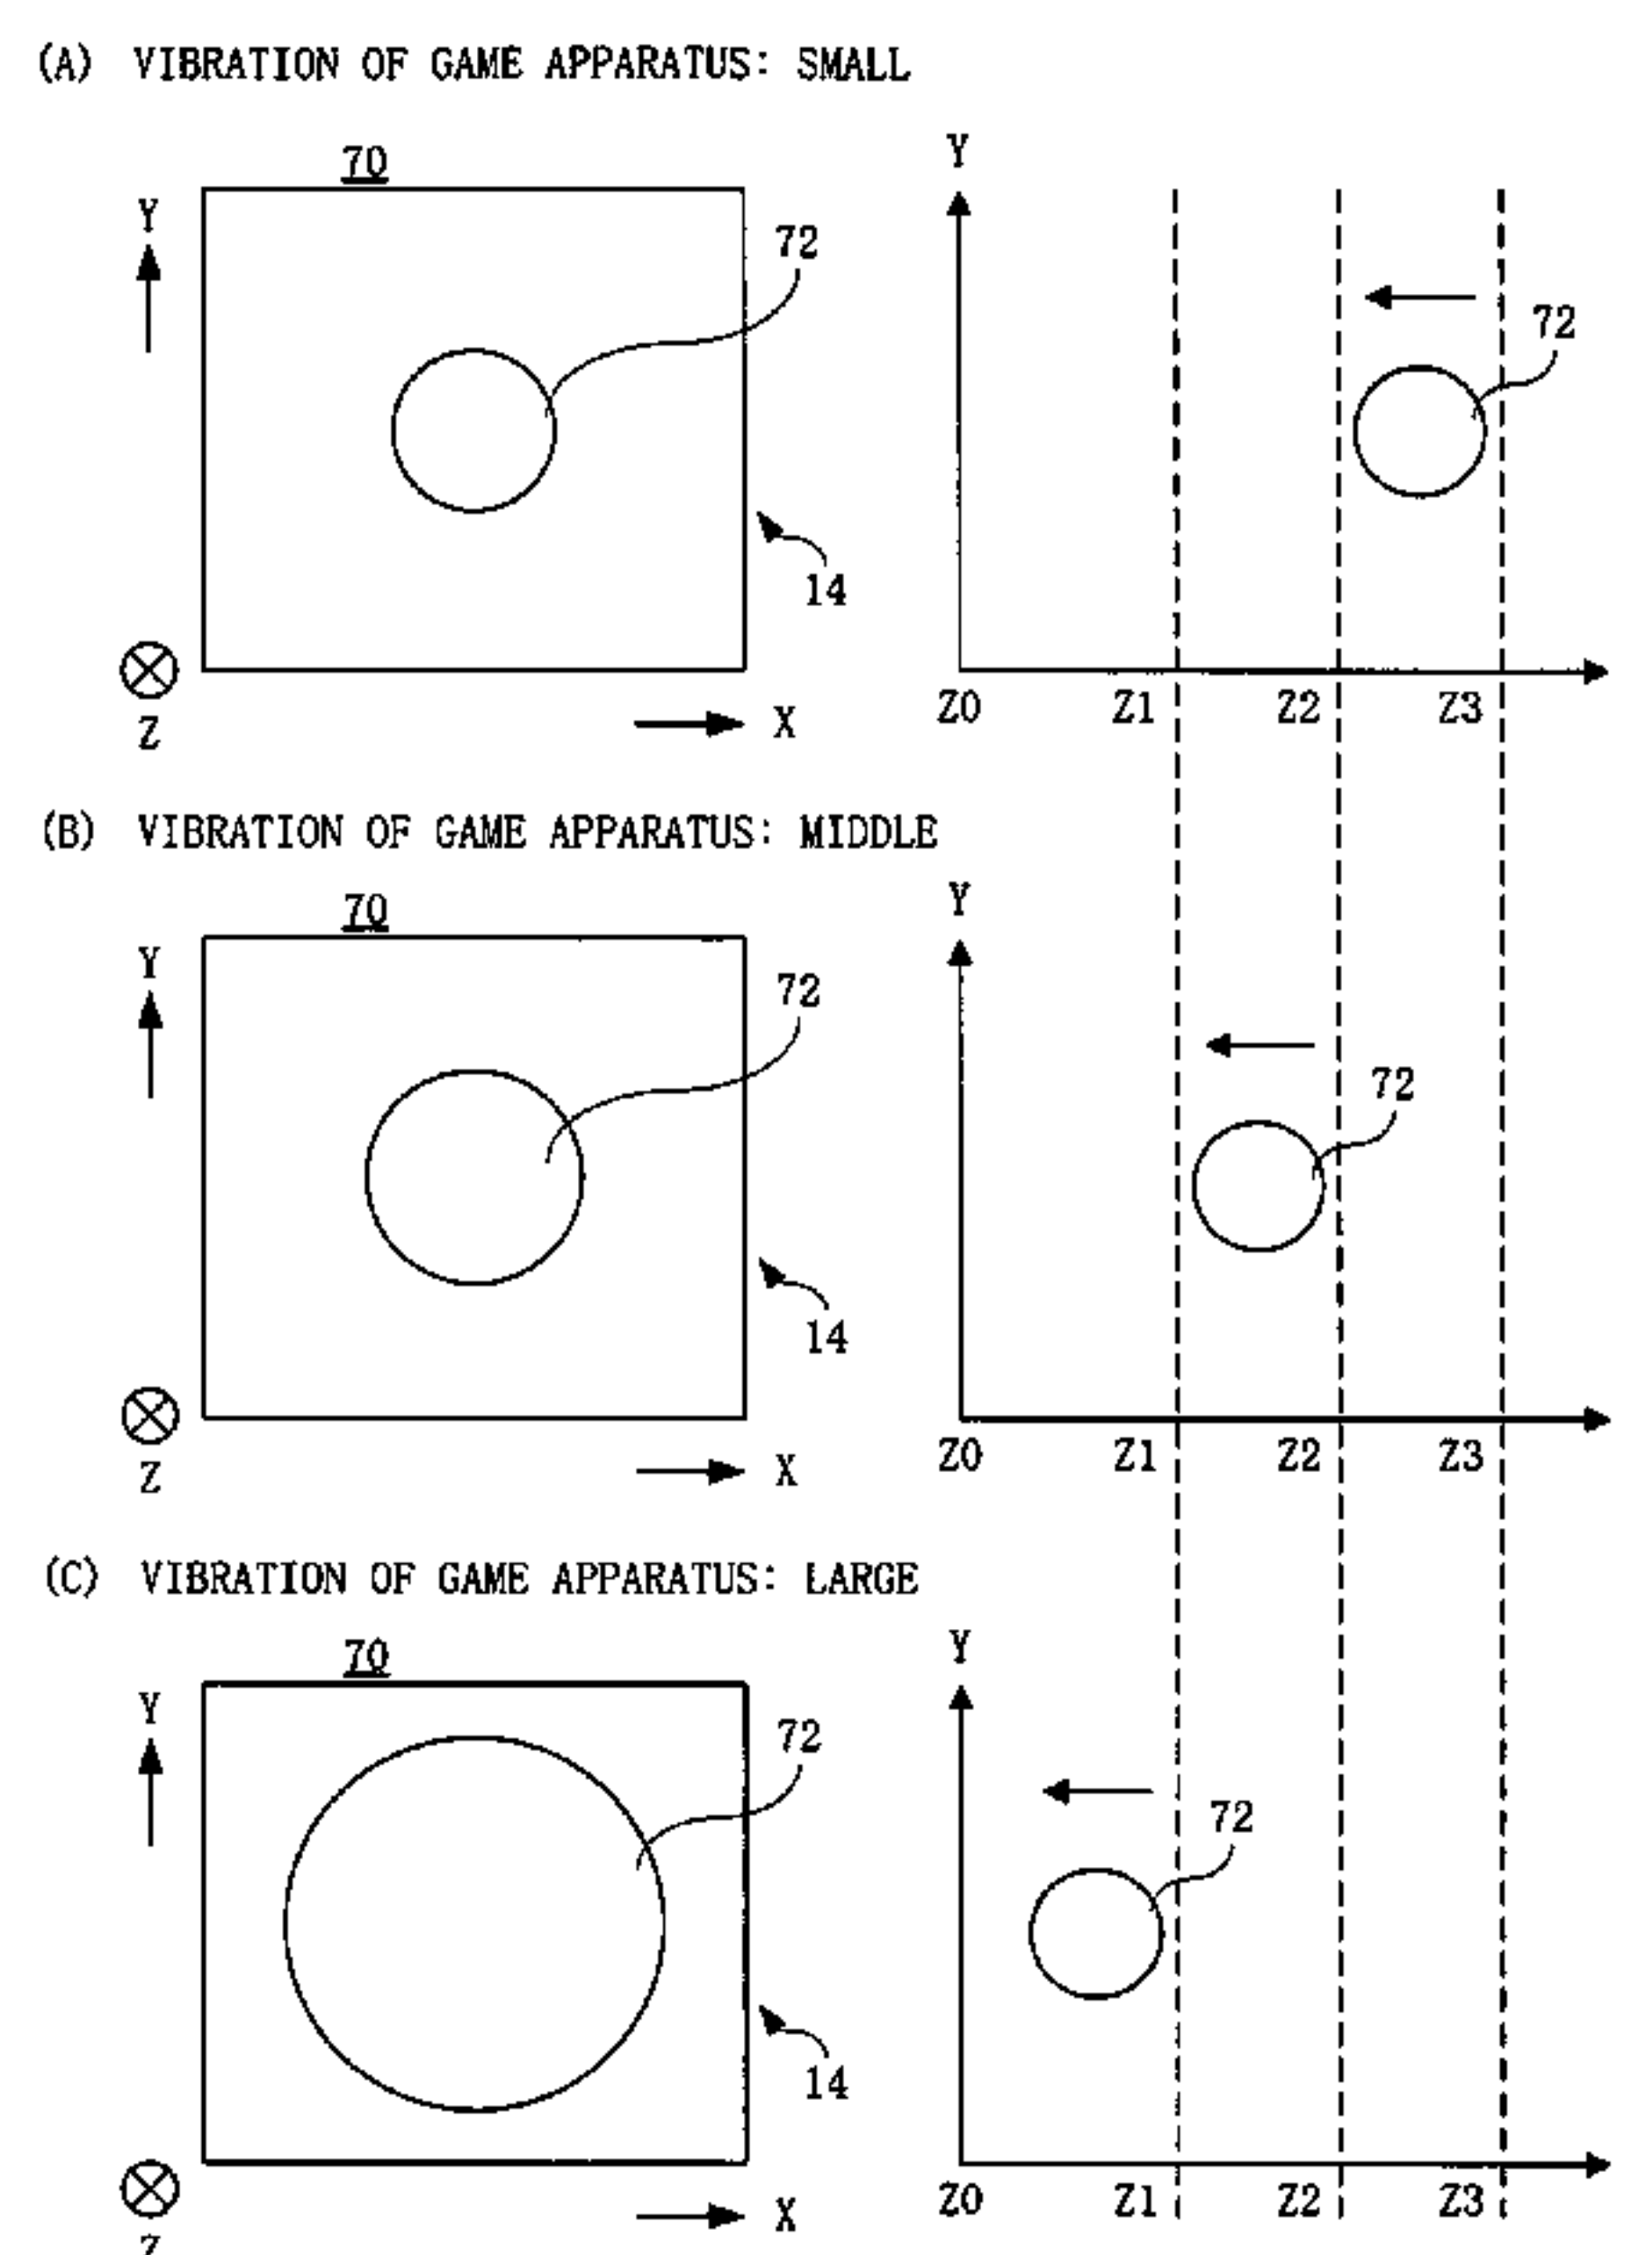 (A) VIBRATION OF GAME APPARATUS: SMALL
70
Y
72
14
Z
X
Y
72
Z0 Z1 Z2 Z3
(B) VIBRATION OF GAME APPARATUS: MIDDLE
70
Y
72
14
Z
X
Y
72
Z0 Z1 Z2 Z3
(C) VIBRATION OF GAME APPARATUS: LARGE
70
Y
72
14
Z
X
Y
72
Z0 Z1 Z2 Z3